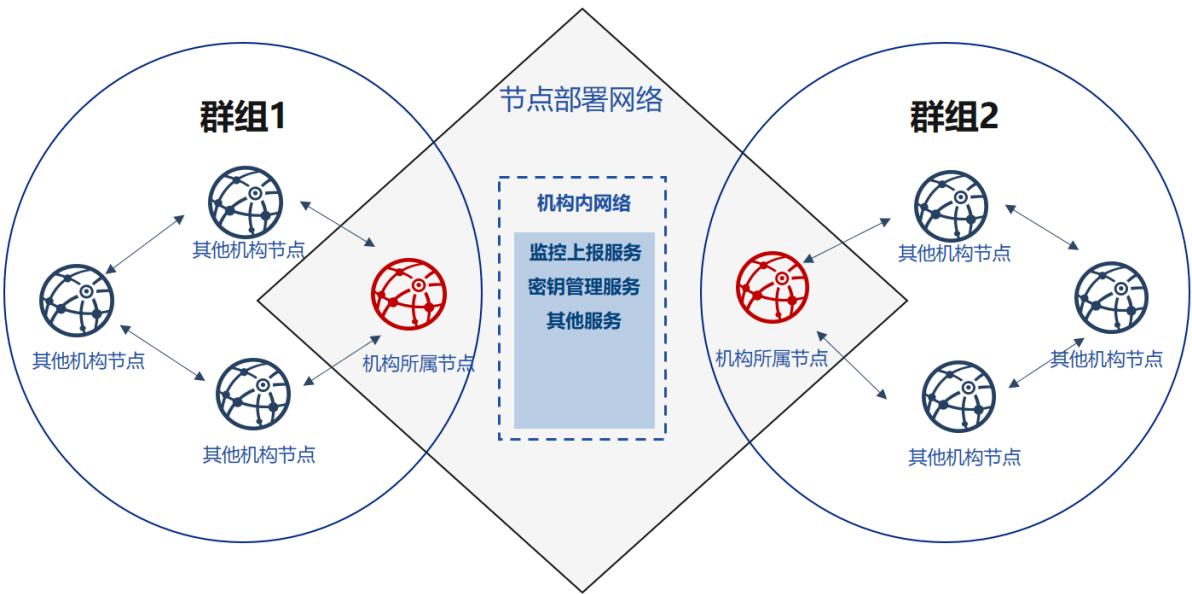 节点部署网络
群组1
群组2
机构内网络
监控上报服务
密钥管理服务
其他服务
其他机构节点
其他机构节点
其他机构节点
机构所属节点
机构所属节点
其他机构节点
其他机构节点
其他机构节点